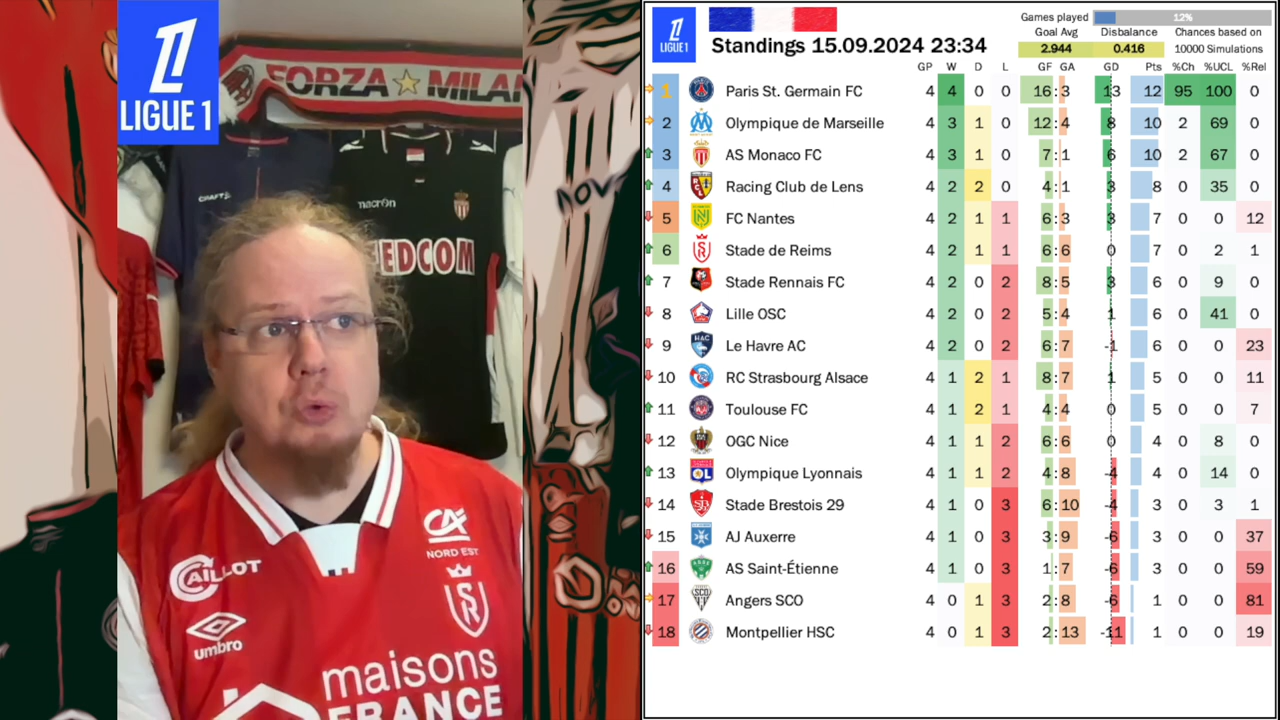 LIGUE 1
FORZA MILAN
NOV
CRAFT
macron
FEDCOM
CAILLOT
CA
NORD EST
umbro
maisons
FRANCE
LIGUE 1
Standings 15.09.2024 23:34
Games played 12%
Goal Avg Disbalance Chances based on
2.944 0.416 10000 Simulations
GP W D L GF GA GD Pts %Ch %UCL %Rel
1 Paris St. Germain FC 4 4 0 0 16:3 13 12 95 100 0
2 Olympique de Marseille 4 3 1 0 12:4 8 10 2 69 0
3 AS Monaco FC 4 3 1 0 7:1 6 10 2 67 0
4 Racing Club de Lens 4 2 2 0 4:1 3 8 0 35 0
5 FC Nantes 4 2 1 1 6:3 3 7 0 0 12
6 Stade de Reims 4 2 1 1 6:6 0 7 0 2 1
7 Stade Rennais FC 4 2 0 2 8:5 3 6 0 9 0
8 Lille OSC 4 2 0 2 5:4 1 6 0 41 0
9 Le Havre AC 4 2 0 2 6:7 -1 6 0 0 23
10 RC Strasbourg Alsace 4 1 2 1 8:7 1 5 0 0 11
11 Toulouse FC 4 1 2 1 4:4 0 5 0 0 7
12 OGC Nice 4 1 1 2 6:6 0 4 0 8 0
13 Olympique Lyonnais 4 1 1 2 4:8 -4 4 0 14 0
14 Stade Brestois 29 4 1 0 3 6:10 -4 3 0 3 1
15 AJ Auxerre 4 1 0 3 3:9 -6 3 0 0 37
16 AS Saint-Étienne 4 1 0 3 1:7 -6 3 0 0 59
17 Angers SCO 4 0 1 3 2:8 -6 1 0 0 81
18 Montpellier HSC 4 0 1 3 2:13 -11 1 0 0 19